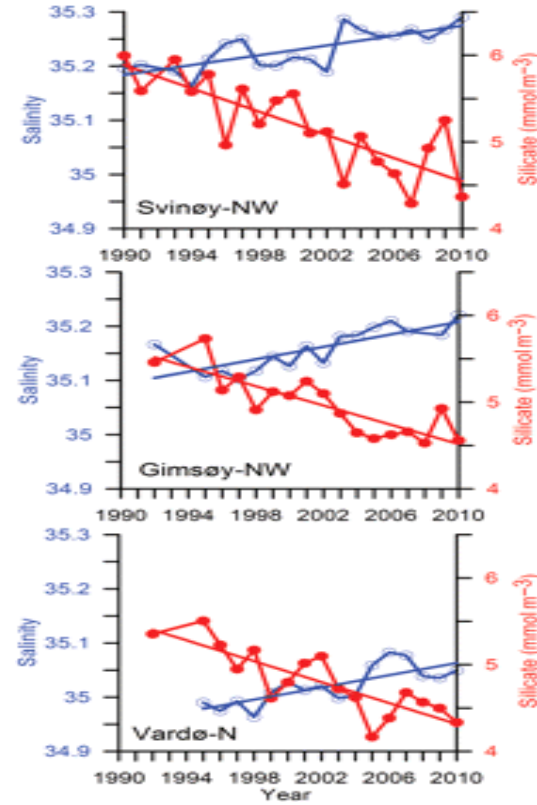 35.3
35.2
35.1
35
34.9
Salinity
6
5
4
Silicate (mmol m−3)
Svinøy-NW
1990 1994 1998 2002 2006 2010
35.3
35.2
35.1
35
34.9
Salinity
6
5
4
Silicate (mmol m−3)
Gimsøy-NW
1990 1994 1998 2002 2006 2010
35.3
35.2
35.1
35
34.9
Salinity
6
5
4
Silicate (mmol m−3)
Vardø-N
1990 1994 1998 2002 2006 2010
Year